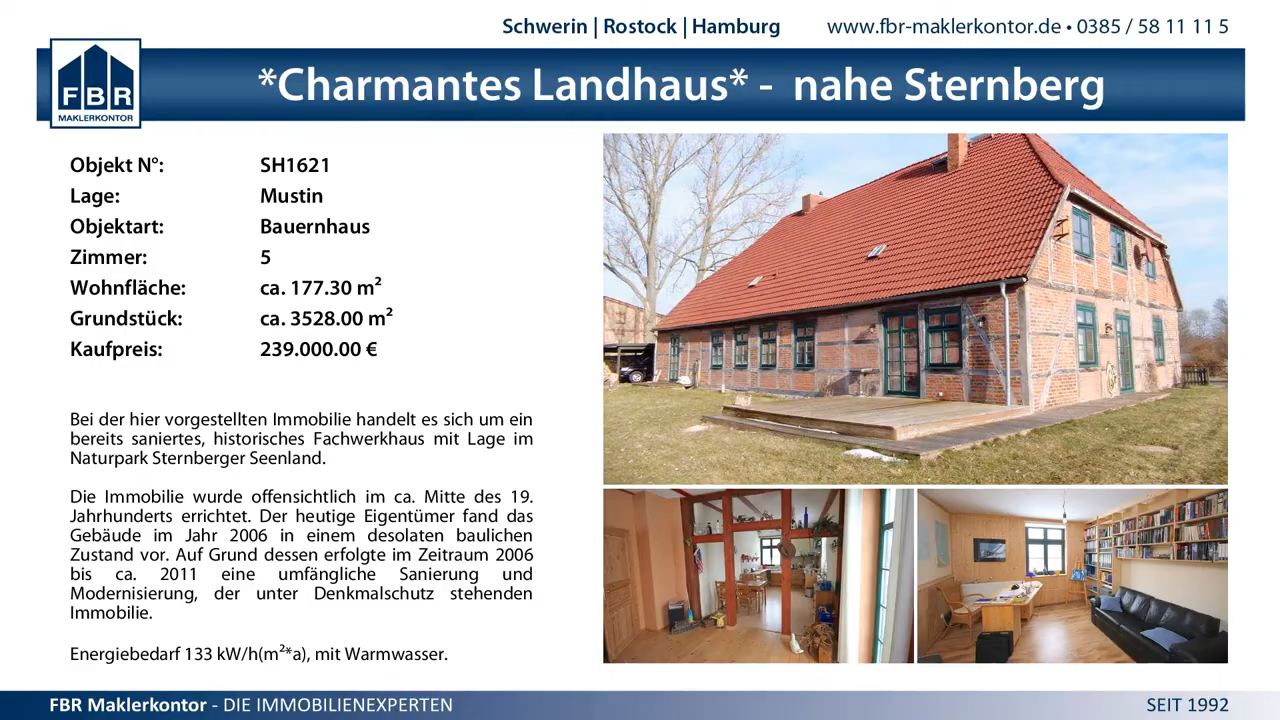 Schwerin | Rostock | Hamburg www.fbr-maklerkontor.de • 0385 / 58 11 11 5
FBR
MAKLERKONTOR
*Charmantes Landhaus* - nahe Sternberg
Objekt N°: SH1621
Lage: Mustin
Objektart: Bauernhaus
Zimmer: 5
Wohnfläche: ca. 177.30 m²
Grundstück: ca. 3528.00 m²
Kaufpreis: 239.000.00 €
Bei der hier vorgestellten Immobilie handelt es sich um ein
bereits saniertes, historisches Fachwerkhaus mit Lage im
Naturpark Sternberger Seenland.
Die Immobilie wurde offensichtlich im ca. Mitte des 19.
Jahrhunderts errichtet. Der heutige Eigentümer fand das
Gebäude im Jahr 2006 in einem desolaten baulichen
Zustand vor. Auf Grund dessen erfolgte im Zeitraum 2006
bis ca. 2011 eine umfängliche Sanierung und
Modernisierung, der unter Denkmalschutz stehenden
Immobilie.
Energiebedarf 133 kW/h(m²*a), mit Warmwasser.
FBR Maklerkontor - DIE IMMOBILIENEXPERTEN SEIT 1992